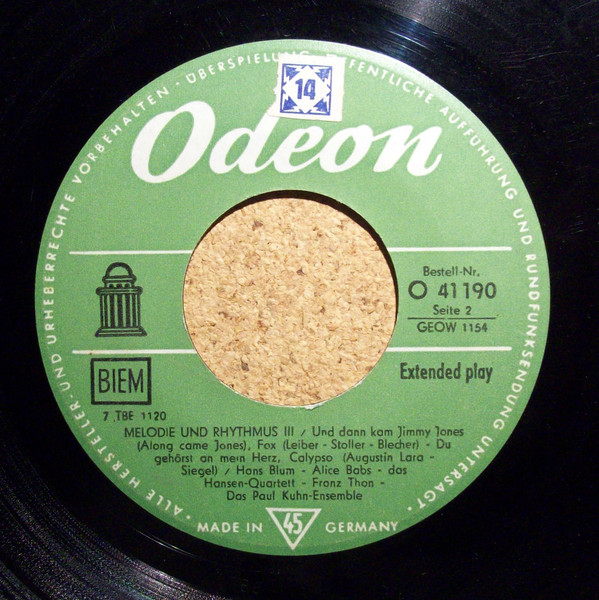 ALLE HERSTELLER- UND URHEBERRECHTE VORBEHALTEN · ÜBERSPIELUNG, ÖFFENTLICHE AUFFÜHRUNG UND RUNDFUNKSENDUNG UNTERSAGT ·
14
Odeon
Bestell-Nr.
O 41190
Seite 2
GEOW 1154
BIEM
Extended play
7 TBE 1120
MELODIE UND RHYTHMUS III / Und dann kam Jimmy Jones
(Along came Jones), Fox (Leiber - Stoller - Blecher) - Du
gehörst an mein Herz, Calypso (Augustin Lara -
Siegel) / Hans Blum - Alice Babs - das
Hansen-Quartett - Franz Thon -
Das Paul Kuhn-Ensemble
MADE IN 45 GERMANY